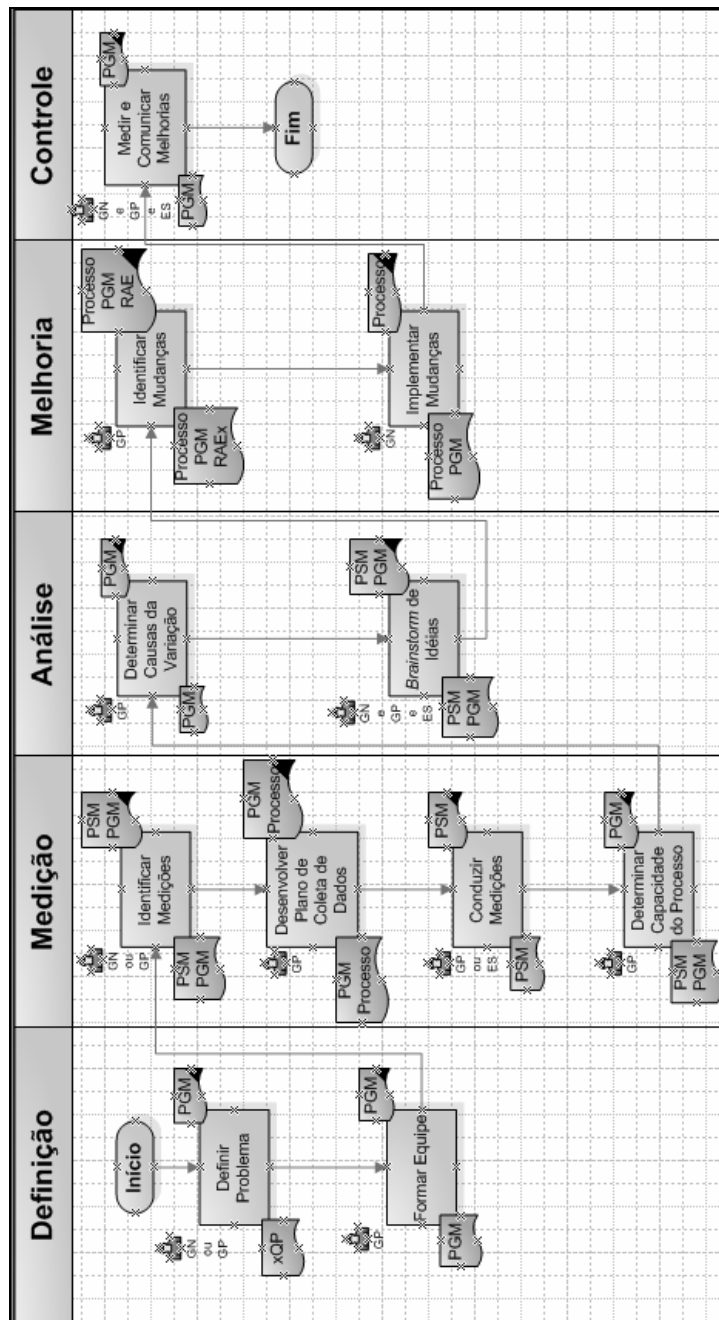 Definição
Início
GN
ou
GP
Definir
Problema
PGM
xQP
GP
Formar Equipe
PGM
PGM
Medição
GN
ou
GP
Identificar
Medições
PSM
PGM
PSM
PGM
GP
Desenvolver
Plano de
Coleta de
Dados
PGM
Processo
PGM
Processo
GP
ou
ES
Conduzir
Medições
PSM
PSM
GP
Determinar
Capacidade
do Processo
PGM
PSM
PGM
Análise
GP
Determinar
Causas da
Variação
PGM
PGM
GN
e
GP
e
ES
Brainstorm de
Idéias
PSM
PGM
PSM
PGM
Melhoria
GP
Identificar
Mudanças
Processo
PGM
RAE
Processo
PGM
RAEx
GN
Implementar
Mudanças
Processo
Processo
PGM
Controle
GN
e
GP
e
ES
Medir e
Comunicar
Melhorias
PGM
PGM
Fim